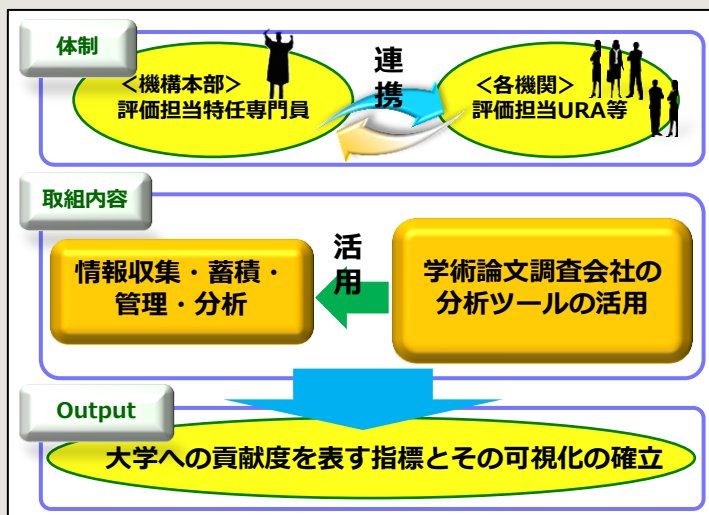 体制
<機構本部>
評価担当特任専門員
連携
<各機関>
評価担当URA等
取組内容
情報収集・蓄積・
管理・分析
活用
学術論文調査会社の
分析ツールの活用
Output
大学への貢献度を表す指標とその可視化の確立